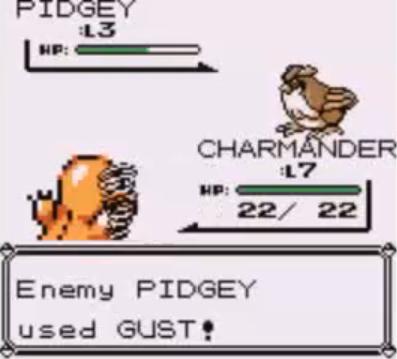 PIDGEY
:L3
HP:
CHARMANDER
:L7
HP:
22/ 22
Enemy PIDGEY
used GUST!